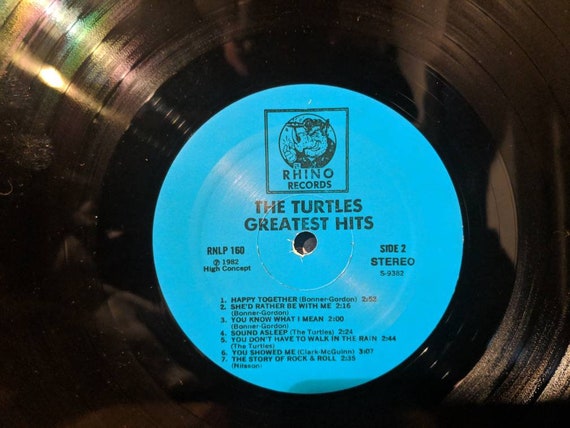 RHINO
RECORDS
THE TURTLES
GREATEST HITS
RNLP 160
SIDE 2
℗ 1982
STEREO
High Concept
S-9382
1. HAPPY TOGETHER (Bonner-Gordon) 2:52
2. SHE'D RATHER BE WITH ME 2:16
(Bonner-Gordon)
3. YOU KNOW WHAT I MEAN 2:00
(Bonner-Gordon)
4. SOUND ASLEEP (The Turtles) 2:24
5. YOU DON'T HAVE TO WALK IN THE RAIN 2:44
(The Turtles)
6. YOU SHOWED ME (Clark-McGuinn) 3:07
7. THE STORY OF ROCK & ROLL 2:35
(Nilsson)